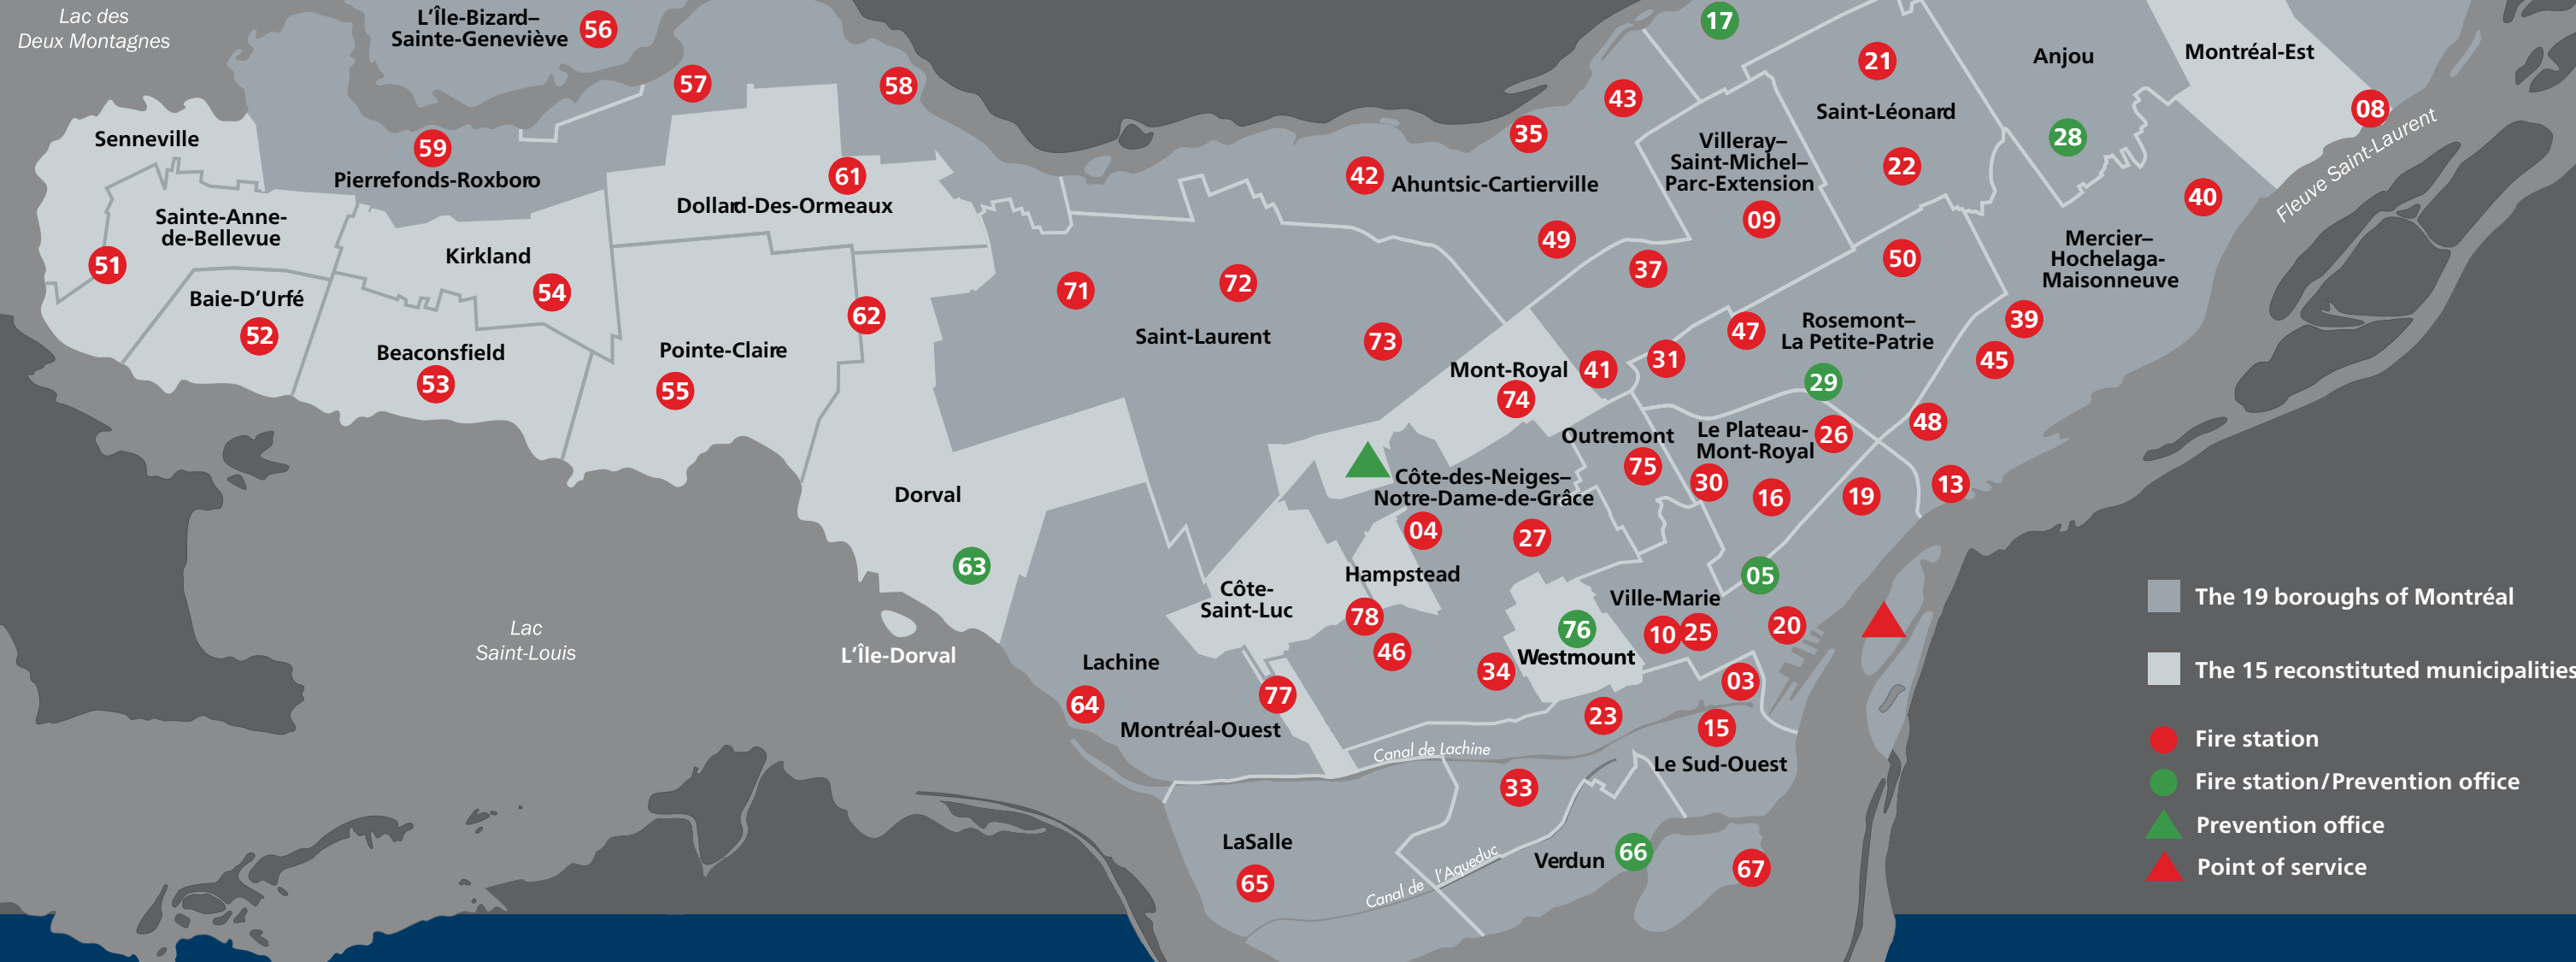 Lac des
Deux Montagnes
L'Île-Bizard–
Sainte-Geneviève
56
17
57
58
43
21
Anjou
Montréal-Est
08
Senneville
59
Pierrefonds-Roxboro
35
Saint-Léonard
28
Fleuve Saint-Laurent
61
Dollard-Des-Ormeaux
42
Ahuntsic-Cartierville
Villeray–
Saint-Michel–
Parc-Extension
09
22
40
Sainte-Anne-
de-Bellevue
51
Kirkland
54
49
37
50
Mercier–
Hochelaga-
Maisonneuve
Baie-D'Urfé
52
62
71
72
Saint-Laurent
73
47
Rosemont–
La Petite-Patrie
39
45
Beaconsfield
53
Pointe-Claire
55
Mont-Royal
74
41
31
29
48
Outremont
75
Le Plateau-
Mont-Royal
26
30
16
19
13
Côte-des-Neiges–
Notre-Dame-de-Grâce
04
27
Dorval
63
Hampstead
05
Côte-
Saint-Luc
78
46
Ville-Marie
76
Westmount
10
25
20
34
Lac
Saint-Louis
L'Île-Dorval
Lachine
64
77
Montréal-Ouest
03
23
15
Canal de Lachine
Le Sud-Ouest
33
LaSalle
65
Canal de l'Aqueduc
Verdun
66
67
The 19 boroughs of Montréal
The 15 reconstituted municipalities
Fire station
Fire station/Prevention office
Prevention office
Point of service